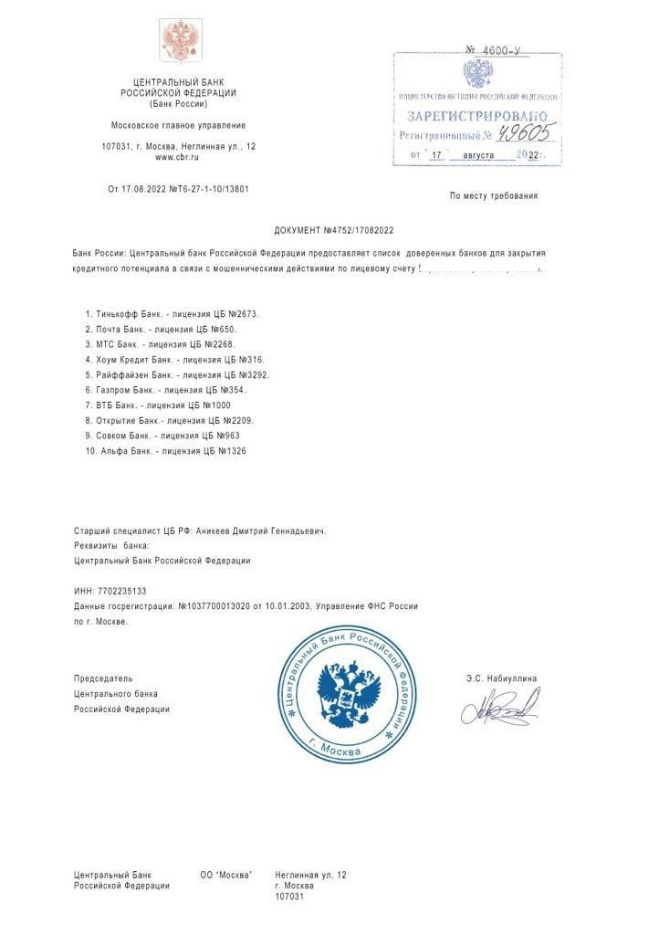 ЦЕНТРАЛЬНЫЙ БАНК
РОССИЙСКОЙ ФЕДЕРАЦИИ
(Банк России)
Московское главное управление
107031, г. Москва, Неглинная ул., 12
www.cbr.ru
От 17.08.2022 №Т6-27-1-10/13801
№ 4600-У
МИНИСТЕРСТВО ЮСТИЦИИ РОССИЙСКОЙ ФЕДЕРАЦИИ
ЗАРЕГИСТРИРОВАНО
Регистрационный № 49605
от "17" августа 2022г.
По месту требования
ДОКУМЕНТ №4752/17082022
Банк России: Центральный банк Российской Федерации предоставляет список доверенных банков для закрытия
кредитного потенциала в связи с мошенническими действиями по лицевому счету
1. Тинькофф Банк. - лицензия ЦБ №2673.
2. Почта Банк. - лицензия ЦБ №650.
3. МТС Банк. - лицензия ЦБ №2268.
4. Хоум Кредит Банк. - лицензия ЦБ №316.
5. Райффайзен Банк. - лицензия ЦБ №3292.
6. Газпром Банк. - лицензия ЦБ №354.
7. ВТБ Банк. - лицензия ЦБ №1000
8. Открытие Банк.- лицензия ЦБ №2209.
9. Совком Банк. - лицензия ЦБ №963
10. Альфа Банк. - лицензия ЦБ №1326
Старший специалист ЦБ РФ: Аникеев Дмитрий Геннадьевич.
Реквизиты банка:
Центральный Банк Российской Федерации
ИНН: 7702235133
Данные госрегистрации: №1037700013020 от 10.01.2003, Управление ФНС России
по г. Москве.
Председатель
Центрального банка
Российской Федерации
Центральный Банк Российской Федерации
г. Москва
Э.С. Набиуллина
Центральный Банк
Российской Федерации
ОО "Москва"
Неглинная ул, 12
г. Москва
107031